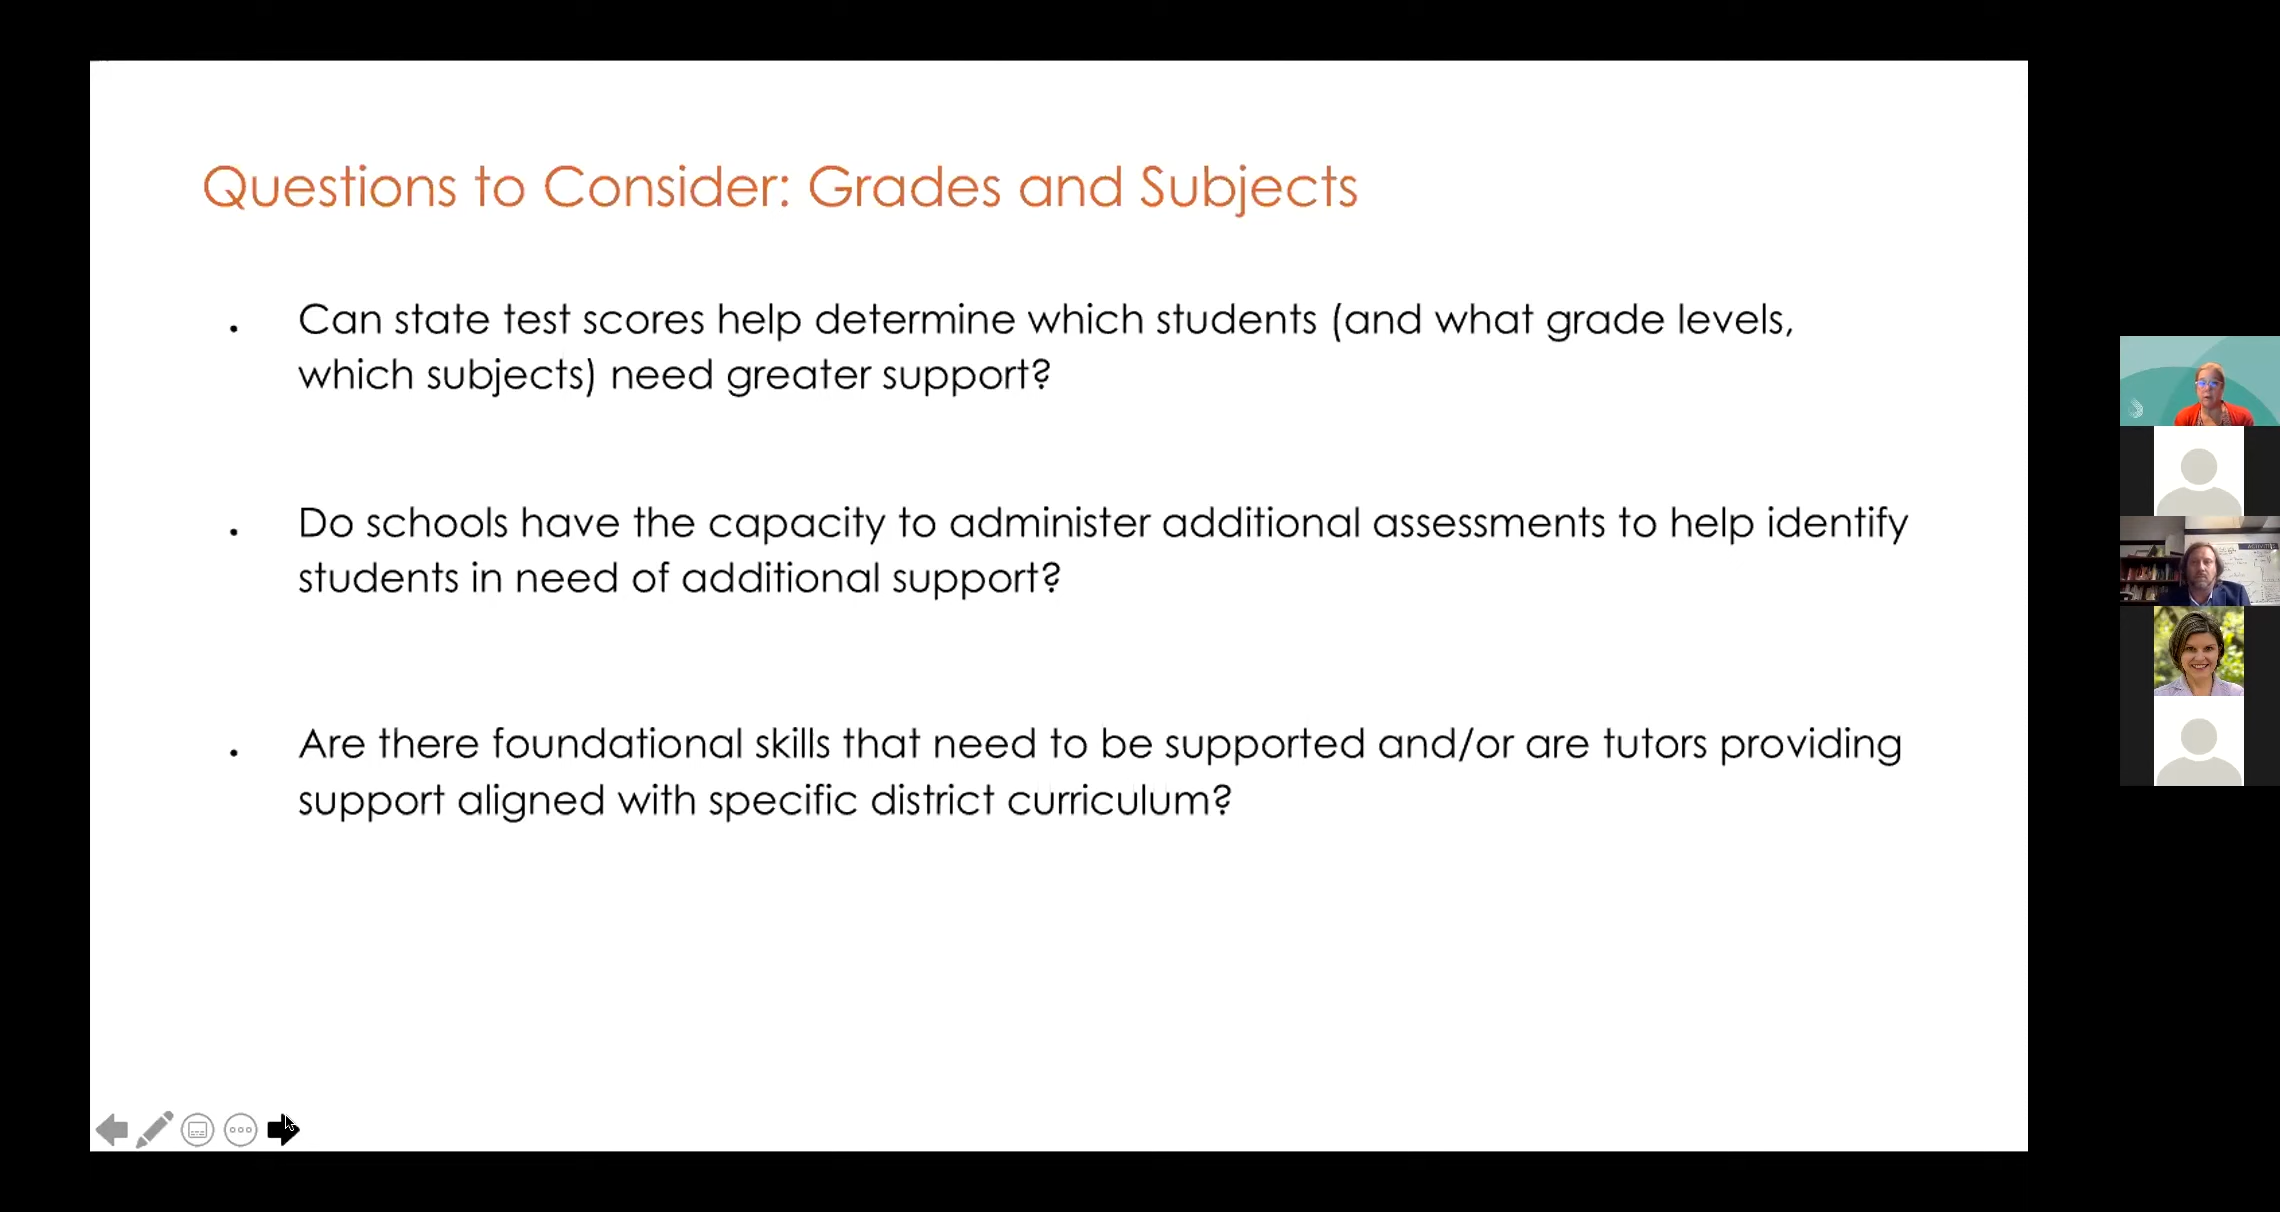 Questions to Consider: Grades and Subjects
. Can state test scores help determine which students (and what grade levels,
which subjects) need greater support?
. Do schools have the capacity to administer additional assessments to help identify
students in need of additional support?
. Are there foundational skills that need to be supported and/or are tutors providing
support aligned with specific district curriculum?